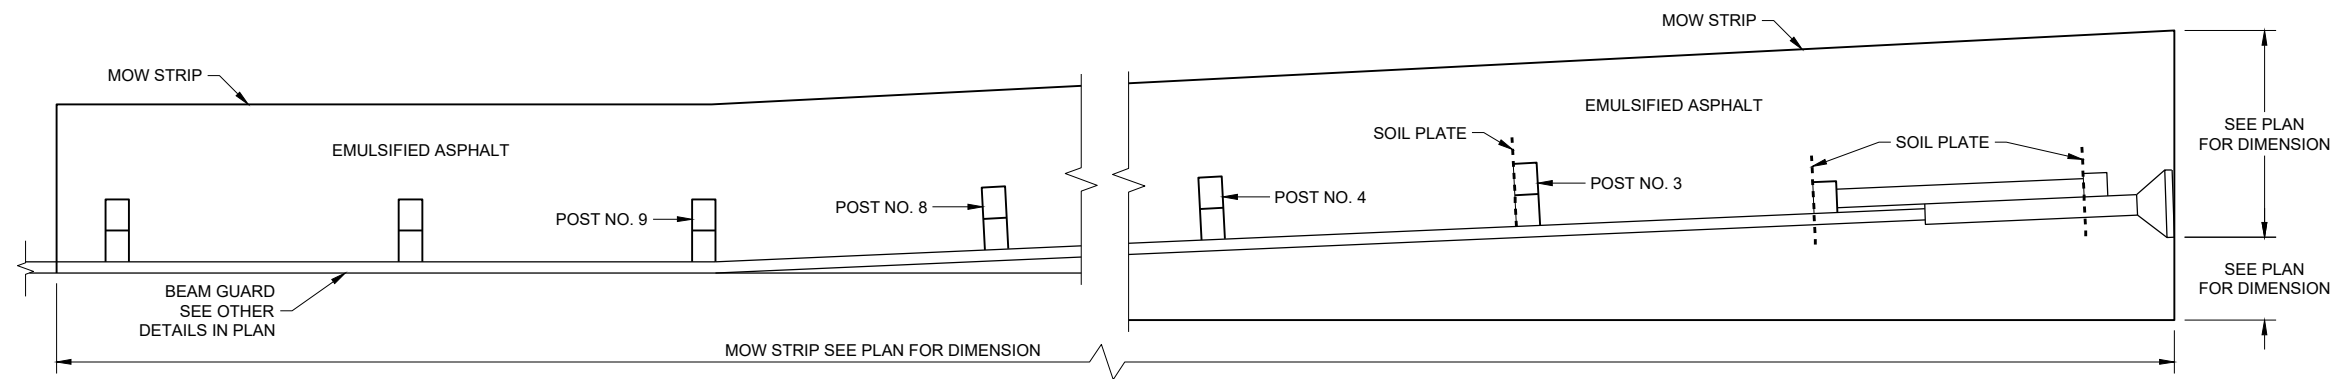 MOW STRIP
MOW STRIP
EMULSIFIED ASPHALT
EMULSIFIED ASPHALT
SOIL PLATE
SOIL PLATE
SEE PLAN
FOR DIMENSION
POST NO. 9
POST NO. 8
POST NO. 4
POST NO. 3
BEAM GUARD
SEE OTHER
DETAILS IN PLAN
SEE PLAN
FOR DIMENSION
MOW STRIP SEE PLAN FOR DIMENSION